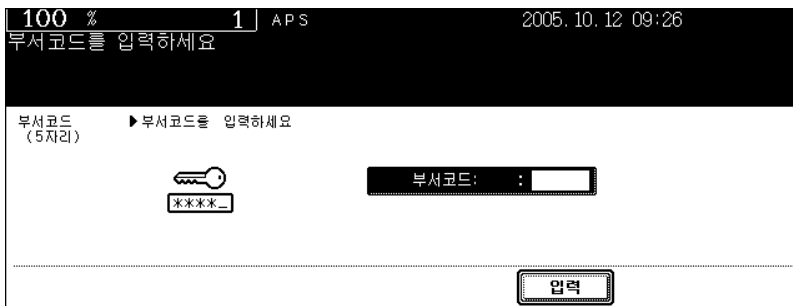 100 % 1 APS 2005.10.12 09:26
부서코드를 입력하세요
부서코드 ▶부서코드를 입력하세요
(5자리)
부서코드: :
****_
입력